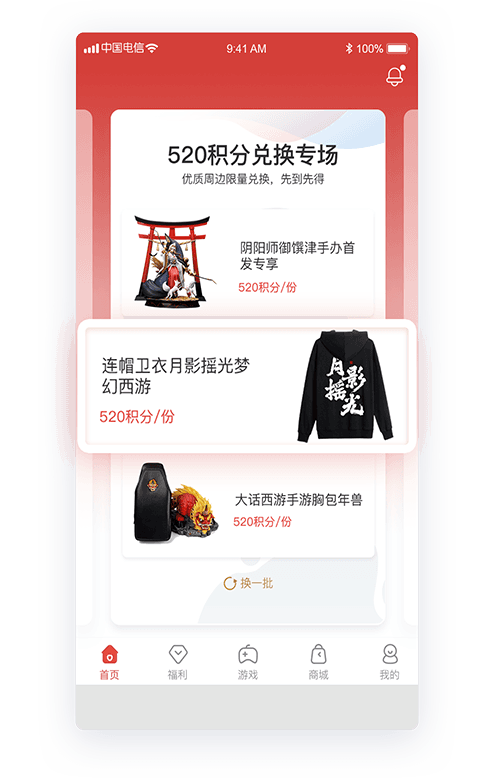 中国电信
9:41 AM
100%
520积分兑换专场
优质周边限量兑换，先到先得
阴阳师御馔津手办首
发专享
520积分/份
连帽卫衣月影摇光梦
幻西游
520积分/份
月影
摇光
大话西游手游胸包年兽
520积分/份
换一批
首页
福利
游戏
商城
我的